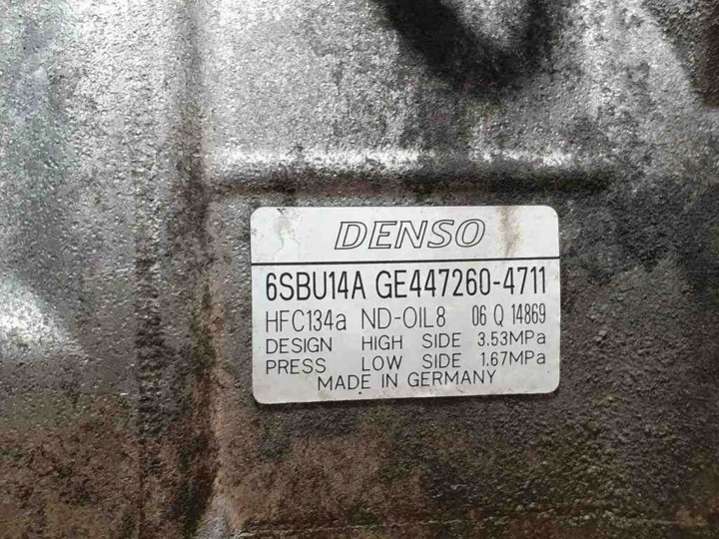 DENSO
6SBU14A GE447260-4711
HFC134a ND-OIL8 06 Q 14869
DESIGN HIGH SIDE 3.53MPa
PRESS LOW SIDE 1.67MPa
MADE IN GERMANY